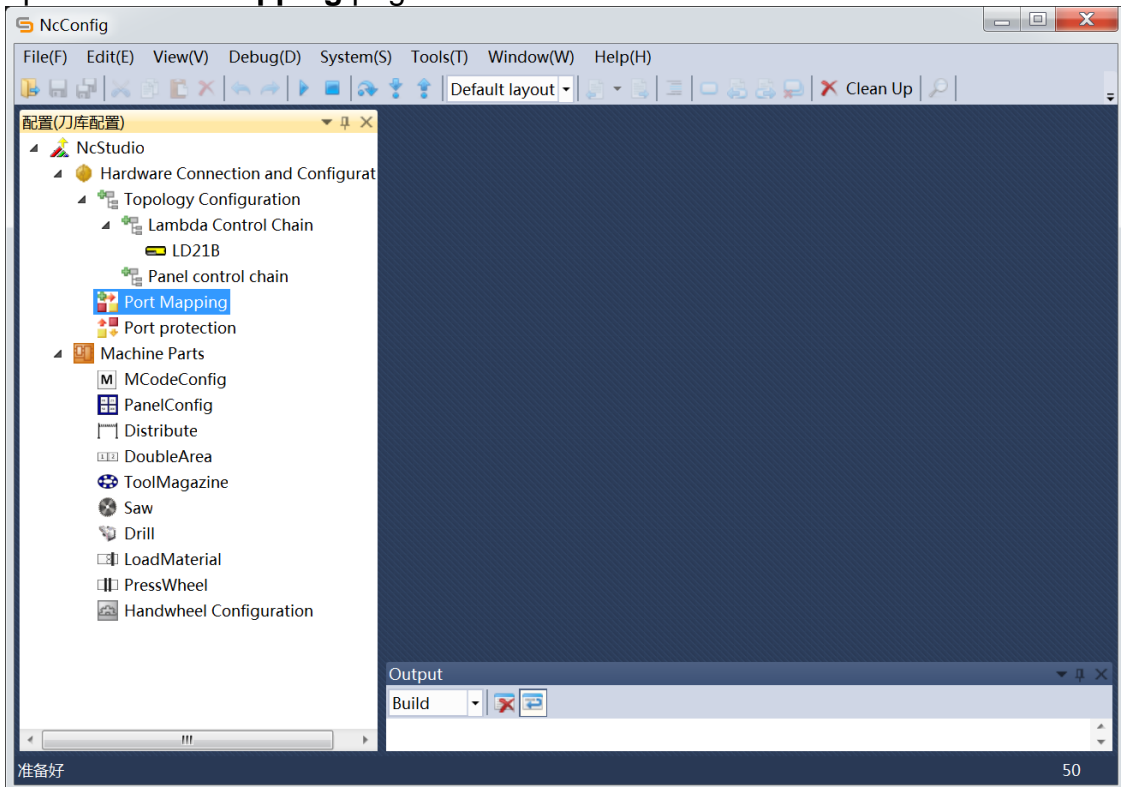 NcConfig
File(F) Edit(E) View(V) Debug(D) System(S) Tools(T) Window(W) Help(H)
Default layout Clean Up
配置(刀库配置)
NcStudio
Hardware Connection and Configurat
Topology Configuration
Lambda Control Chain
LD21B
Panel control chain
Port Mapping
Port protection
Machine Parts
M MCodeConfig
PanelConfig
Distribute
1 2 DoubleArea
ToolMagazine
Saw
Drill
LoadMaterial
PressWheel
Handwheel Configuration
Output
Build
准备好 50